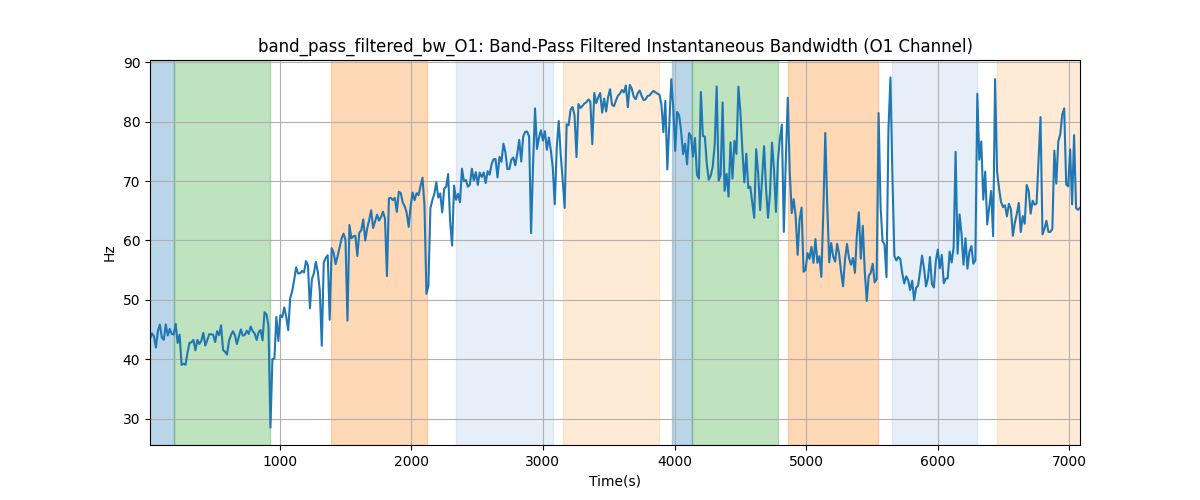 band_pass_filtered_bw_O1: Band-Pass Filtered Instantaneous Bandwidth (O1 Channel)
90
80
70
60
50
40
30
Hz
1000 2000 3000 4000 5000 6000 7000
Time(s)